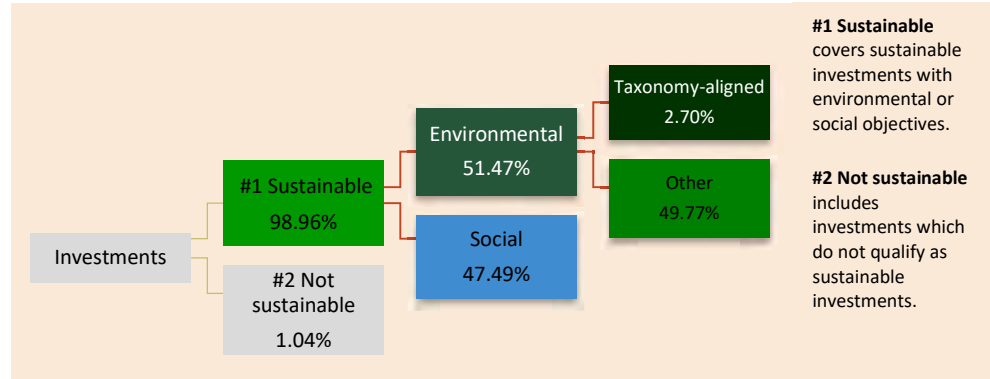 Investments
#1 Sustainable
98.96%
#2 Not
sustainable
1.04%
Environmental
51.47%
Social
47.49%
Taxonomy-aligned
2.70%
Other
49.77%
#1 Sustainable
covers sustainable
investments with
environmental or
social objectives.
#2 Not sustainable
includes
investments which
do not qualify as
sustainable
investments.